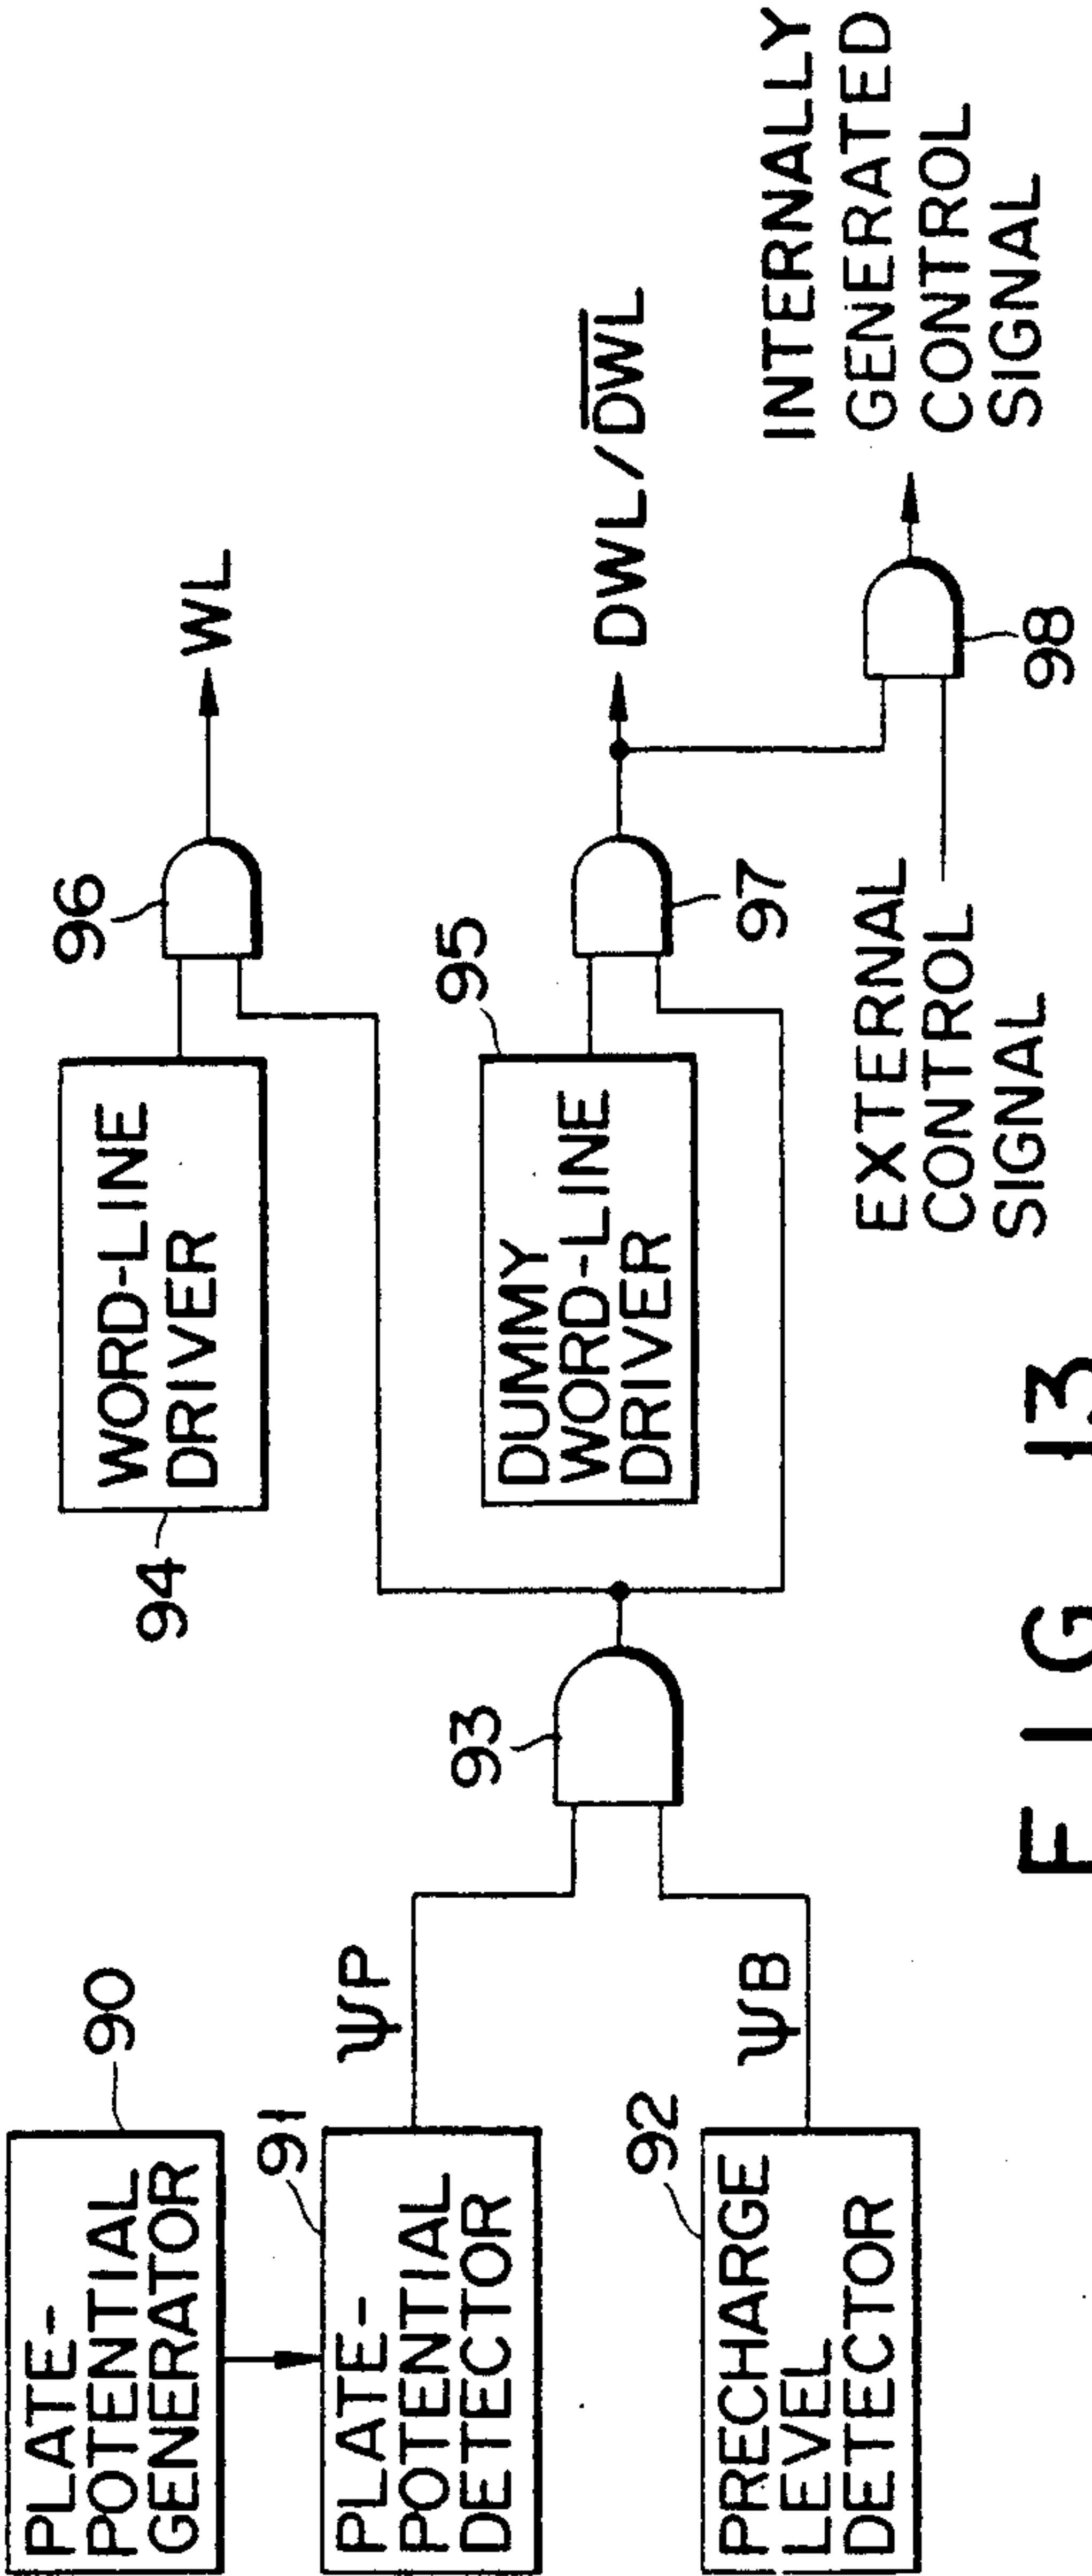 PLATE-
POTENTIAL
GENERATOR
90
PLATE-
POTENTIAL
DETECTOR
91
ΨP
PRECHARGE
LEVEL
DETECTOR
92
ΨB
93
WORD-LINE
DRIVER
94
96
WL
DUMMY
WORD-LINE
DRIVER
95
97
DWL/D̅W̅L̅
EXTERNAL
CONTROL
SIGNAL
98
INTERNALLY
GENERATED
CONTROL
SIGNAL
FIG 13